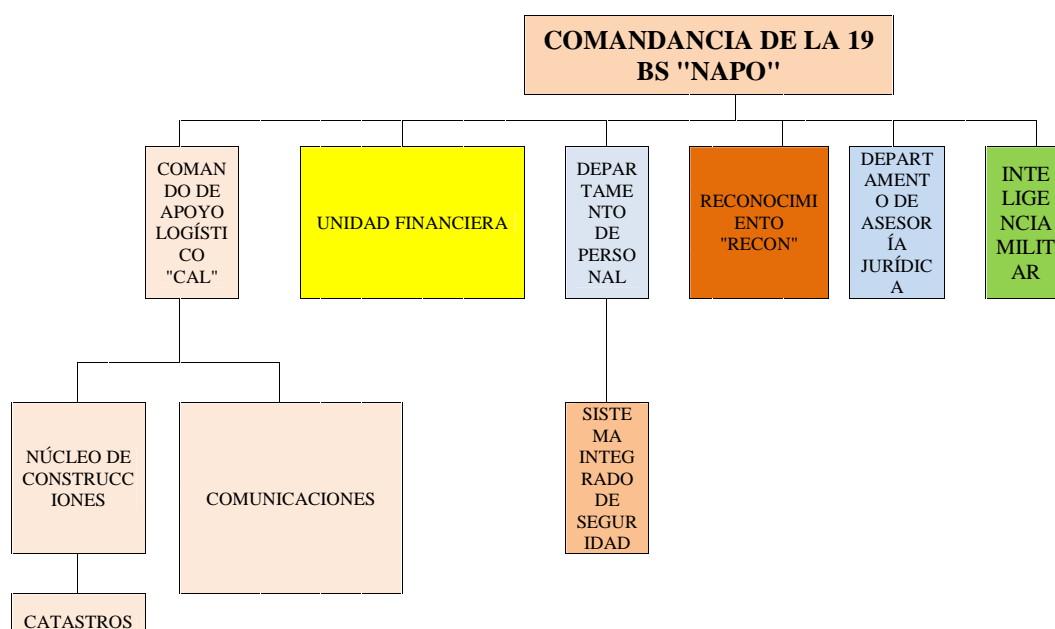 COMANDANCIA DE LA 19
BS "NAPO"
COMAN
DO DE
APOYO
LOGÍSTI
CO
"CAL"
UNIDAD FINANCIERA
DEPAR
TAME
NTO
DE
PERSO
NAL
RECONOCIMI
ENTO
"RECON"
DEPART
AMENT
O DE
ASESOR
ÍA
JURÍDIC
A
INTE
LIGE
NCIA
MILIT
AR
NÚCLEO DE
CONSTRUCC
IONES
COMUNICACIONES
SISTE
MA
INTEG
RADO
DE
SEGUR
IDAD
CATASTROS